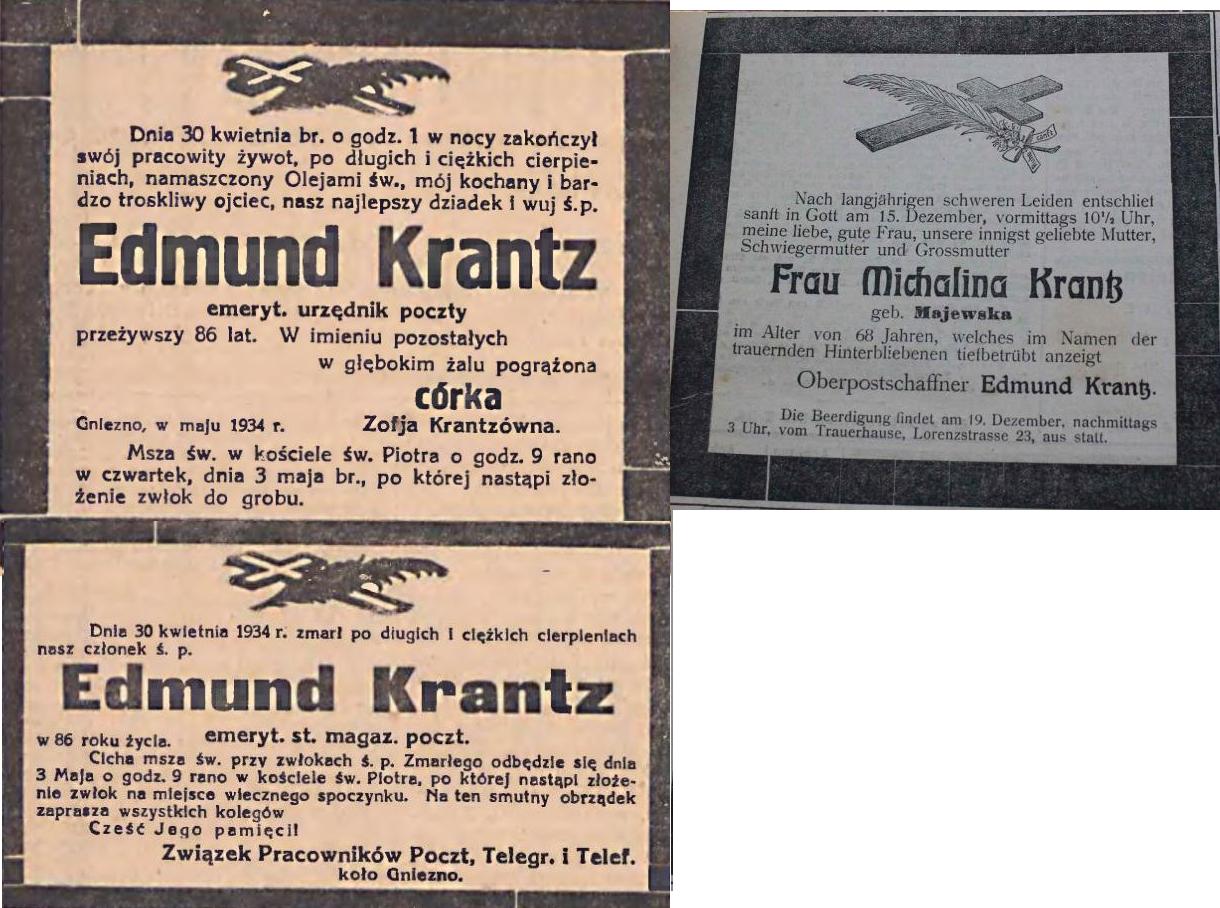 Dnia 30 kwietnia br. o godz. 1 w nocy zakończył
swój pracowity żywot, po długich i ciężkich cierpie-
niach, namaszczony Olejami św., mój kochany i bar-
dzo troskliwy ojciec, nasz najlepszy dziadek i wuj ś.p.
Edmund Krantz
emeryt. urzędnik poczty
przeżywszy 86 lat. W imieniu pozostałych
w głębokim żalu pogrążona
córka
Gniezno, w maju 1934 r. Zofja Krantzówna.
Msza św. w kościele św. Piotra o godz. 9 rano
w czwartek, dnia 3 maja br., po której nastąpi zło-
żenie zwłok do grobu.
Dnia 30 kwietnia 1934 r. zmarł po długich i ciężkich cierpieniach
nasz członek ś. p.
Edmund Krantz
w 86 roku życia. emeryt. st. magaz. poczt.
Cicha msza św. przy zwłokach ś. p. Zmarłego odbędzie się dnia
3 Maja o godz. 9 rano w kościele św. Piotra, po której nastąpi złoże-
nie zwłok na miejsce wiecznego spoczynku. Na ten smutny obrządek
zaprasza wszystkich kolegów
Cześć Jego pamięci!
Związek Pracowników Poczt, Telegr. i Telef.
koło Gniezno.
Nach langjährigen schweren Leiden entschlief
sanft in Gott am 15. Dezember, vormittags 10½ Uhr,
meine liebe, gute Frau, unsere innigst geliebte Mutter,
Schwiegermutter und Grossmutter
Frau Michalina Krantz
geb. Majewska
im Alter von 68 Jahren, welches im Namen der
trauernden Hinterbliebenen tiefbetrübt anzeigt
Oberpostschaffner Edmund Krantz.
Die Beerdigung findet am 19. Dezember, nachmittags
3 Uhr, vom Trauerhause, Lorenzstrasse 23, aus statt.